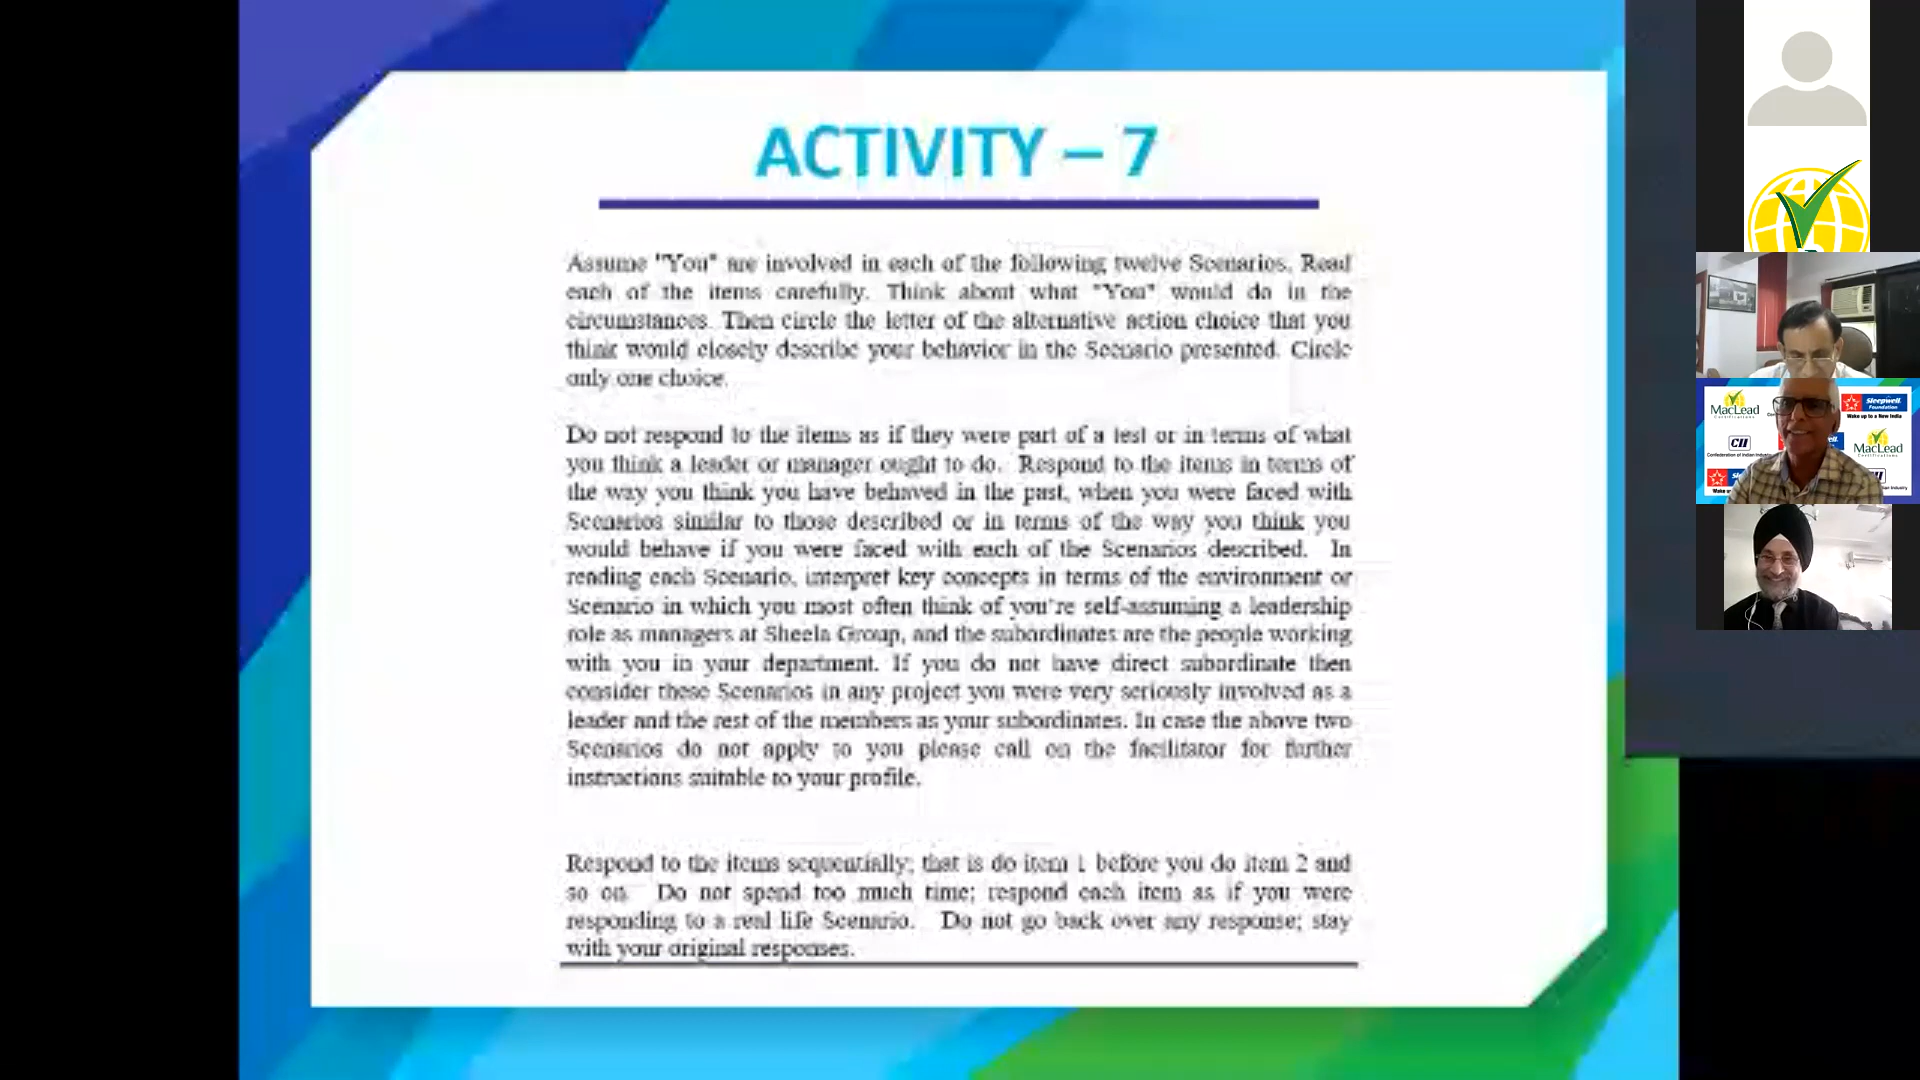 ACTIVITY – 7
Assume "You" are involved in each of the following twelve Scenarios. Read
each of the items carefully. Think about what "You" would do in the
circumstances. Then circle the letter of the alternative action choice that you
think would closely describe your behavior in the Scenario presented. Circle
only one choice.
Do not respond to the items as if they were part of a test or in terms of what
you think a leader or manager ought to do. Respond to the items in terms of
the way you think you have behaved in the past, when you were faced with
Scenarios similar to those described or in terms of the way you think you
would behave if you were faced with each of the Scenarios described. In
reading each Scenario, interpret key concepts in terms of the environment or
Scenario in which you most often think of you're self-assuming a leadership
role as managers at Sheela Group, and the subordinates are the people working
with you in your department. If you do not have direct subordinate then
consider these Scenarios in any project you were very seriously involved as a
leader and the rest of the members as your subordinates. In case the above two
Scenarios do not apply to you please call on the facilitator for further
instructions suitable to your profile.
Respond to the items sequentially; that is do item 1 before you do item 2 and
so on. Do not spend too much time; respond each item as if you were
responding to a real life Scenario. Do not go back over any response; stay
with your original responses.
MacLead
Certifications
Sleepwell
Foundation
Wake up to a New India
CII
Confederation of Indian
MacLead
Certifications